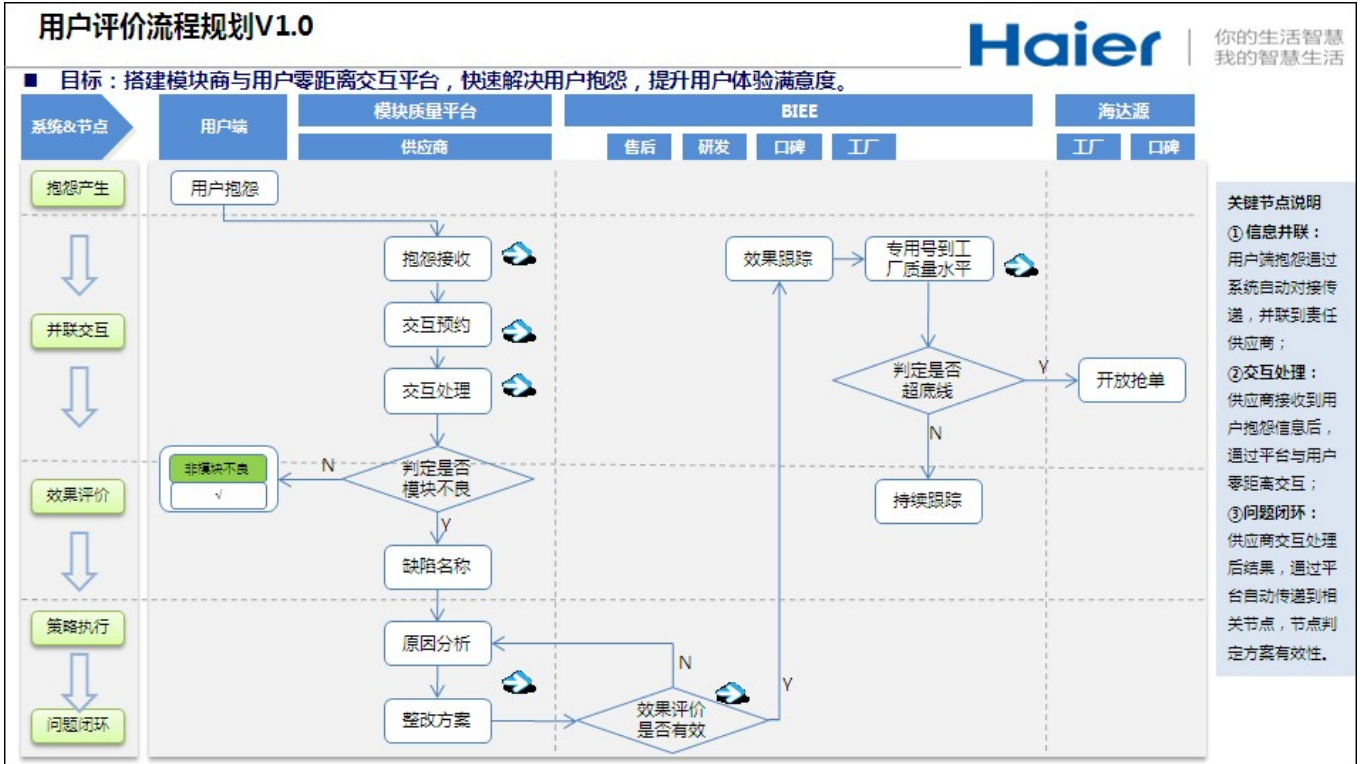 用户评价流程规划V1.0
Haier
你的生活智慧
我的智慧生活
■ 目标：搭建模块商与用户零距离交互平台，快速解决用户抱怨，提升用户体验满意度。
系统&节点
用户端
模块质量平台
BIEE
海达源
供应商
售后
研发
口碑
工厂
工厂
口碑
抱怨产生
用户抱怨
抱怨接收
效果跟踪
专用号到工
厂质量水平
并联交互
交互预约
交互处理
判定是否
超底线
Y
开放抢单
N
非模块不良
√
N
判定是否
模块不良
Y
效果评价
持续跟踪
缺陷名称
策略执行
原因分析
N
Y
整改方案
效果评价
是否有效
问题闭环
关键节点说明
①信息并联：
用户端抱怨通过
系统自动对接传
递，并联到责任
供应商；
②交互处理：
供应商接收到用
户抱怨信息后，
通过平台与用户
零距离交互；
③问题闭环：
供应商交互处理
后结果，通过平
台自动传递到相
关节点，节点判
定方案有效性。